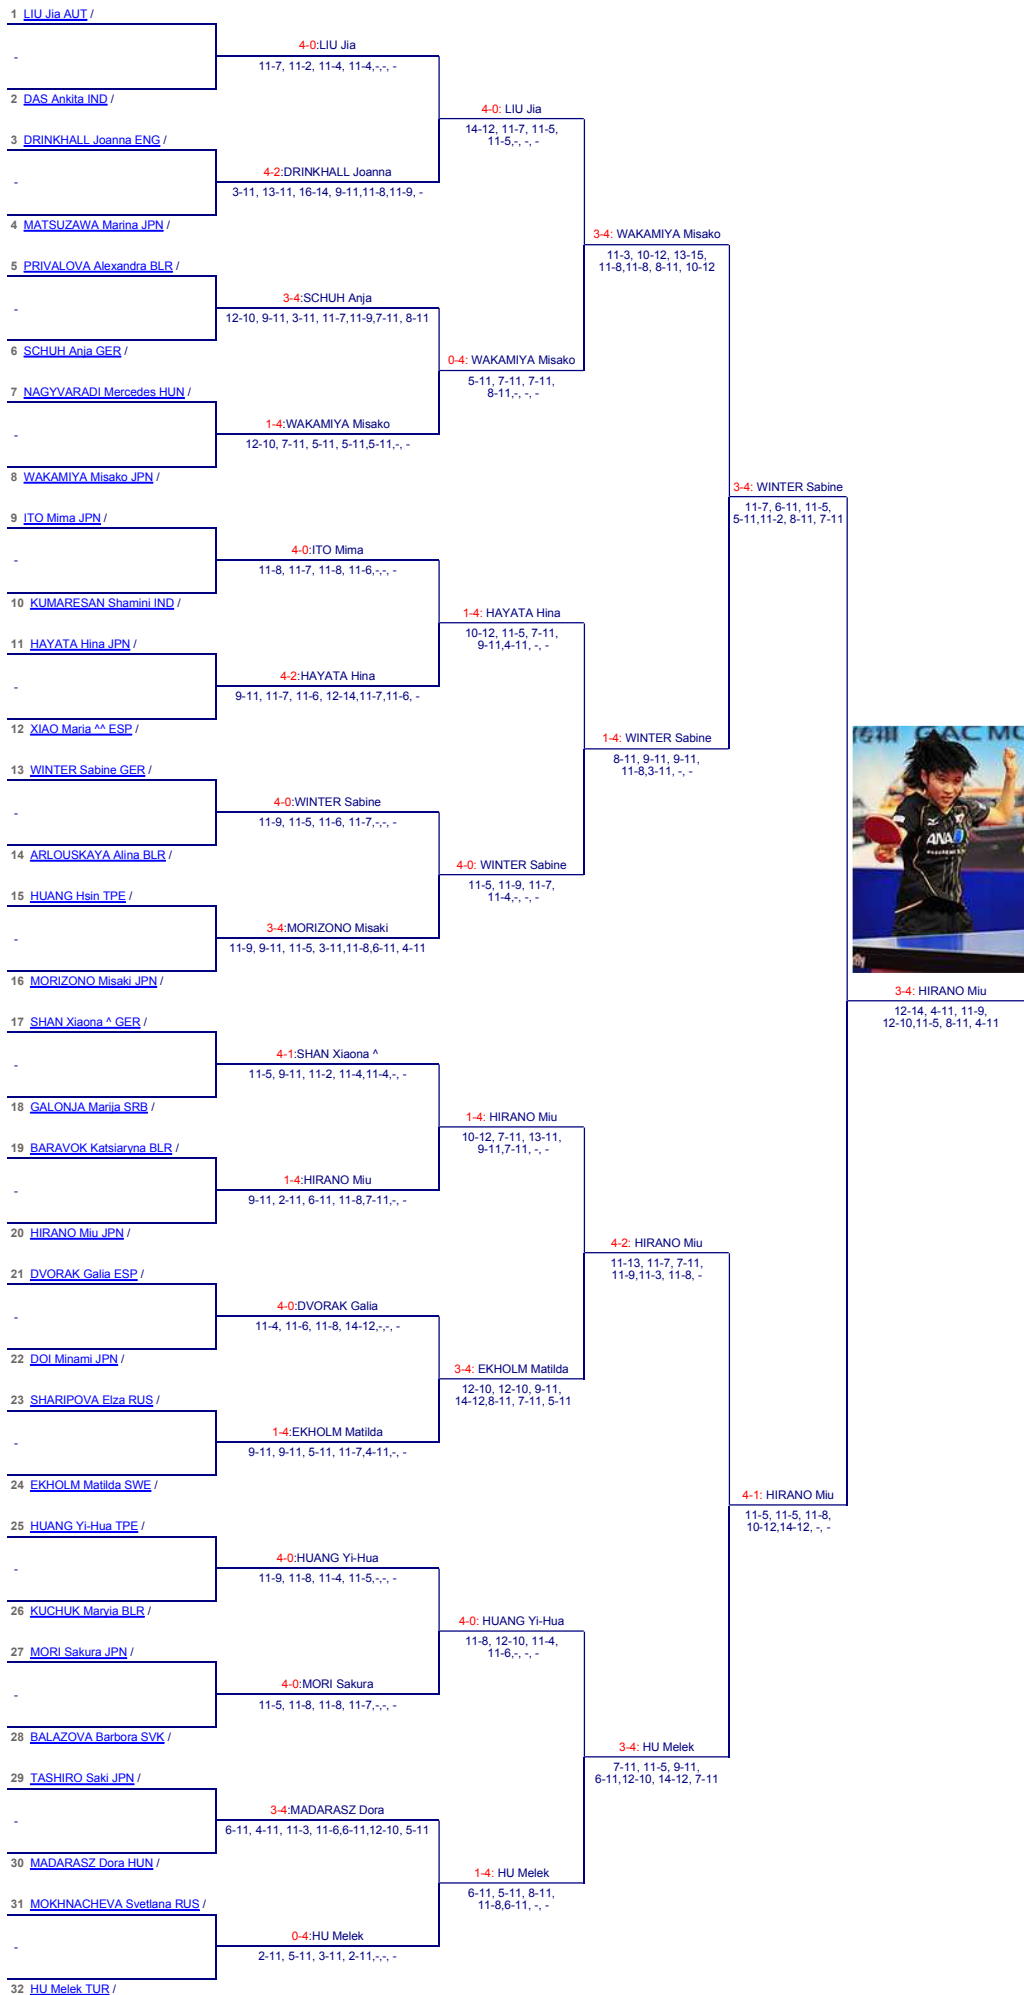 1 LIU Jia AUT /
-
4-0:LIU Jia
11-7, 11-2, 11-4, 11-4,-,-, -
2 DAS Ankita IND /
4-0: LIU Jia
14-12, 11-7, 11-5,
11-5,-, -, -
3 DRINKHALL Joanna ENG /
-
4-2:DRINKHALL Joanna
3-11, 13-11, 16-14, 9-11,11-8,11-9, -
4 MATSUZAWA Marina JPN /
3-4: WAKAMIYA Misako
11-3, 10-12, 13-15,
11-8,11-8, 8-11, 10-12
5 PRIVALOVA Alexandra BLR /
-
3-4:SCHUH Anja
12-10, 9-11, 3-11, 11-7,11-9,7-11, 8-11
6 SCHUH Anja GER /
0-4: WAKAMIYA Misako
5-11, 7-11, 7-11,
8-11,-, -, -
7 NAGYVARADI Mercedes HUN /
-
1-4:WAKAMIYA Misako
12-10, 7-11, 5-11, 5-11,5-11,-, -
8 WAKAMIYA Misako JPN /
3-4: WINTER Sabine
11-7, 6-11, 11-5,
5-11,11-2, 8-11, 7-11
9 ITO Mima JPN /
-
4-0:ITO Mima
11-8, 11-7, 11-8, 11-6,-,-, -
10 KUMARESAN Shamini IND /
1-4: HAYATA Hina
10-12, 11-5, 7-11,
9-11,4-11, -, -
11 HAYATA Hina JPN /
-
4-2:HAYATA Hina
9-11, 11-7, 11-6, 12-14,11-7,11-6, -
12 XIAO Maria ^^ ESP /
1-4: WINTER Sabine
8-11, 9-11, 9-11,
11-8,3-11, -, -
13 WINTER Sabine GER /
-
4-0:WINTER Sabine
11-9, 11-5, 11-6, 11-7,-,-, -
14 ARLOUSKAYA Alina BLR /
4-0: WINTER Sabine
11-5, 11-9, 11-7,
11-4,-, -, -
15 HUANG Hsin TPE /
-
3-4:MORIZONO Misaki
11-9, 9-11, 11-5, 3-11,11-8,6-11, 4-11
16 MORIZONO Misaki JPN /
GAC MO
ANA
3-4: HIRANO Miu
12-14, 4-11, 11-9,
12-10,11-5, 8-11, 4-11
17 SHAN Xiaona ^ GER /
-
4-1:SHAN Xiaona ^
11-5, 9-11, 11-2, 11-4,11-4,-, -
18 GALONJA Marija SRB /
1-4: HIRANO Miu
10-12, 7-11, 13-11,
9-11,7-11, -, -
19 BARAVOK Katsiaryna BLR /
-
1-4:HIRANO Miu
9-11, 2-11, 6-11, 11-8,7-11,-, -
20 HIRANO Miu JPN /
4-2: HIRANO Miu
11-13, 11-7, 7-11,
11-9,11-3, 11-8, -
21 DVORAK Galia ESP /
-
4-0:DVORAK Galia
11-4, 11-6, 11-8, 14-12,-,-, -
22 DOI Minami JPN /
3-4: EKHOLM Matilda
12-10, 12-10, 9-11,
14-12,8-11, 7-11, 5-11
23 SHARIPOVA Elza RUS /
-
1-4:EKHOLM Matilda
9-11, 9-11, 5-11, 11-7,4-11,-, -
24 EKHOLM Matilda SWE /
4-1: HIRANO Miu
11-5, 11-5, 11-8,
10-12,14-12, -, -
25 HUANG Yi-Hua TPE /
-
4-0:HUANG Yi-Hua
11-9, 11-8, 11-4, 11-5,-,-, -
26 KUCHUK Maryia BLR /
4-0: HUANG Yi-Hua
11-8, 12-10, 11-4,
11-6,-, -, -
27 MORI Sakura JPN /
-
4-0:MORI Sakura
11-5, 11-8, 11-8, 11-7,-,-, -
28 BALAZOVA Barbora SVK /
3-4: HU Melek
7-11, 11-5, 9-11,
6-11,12-10, 14-12, 7-11
29 TASHIRO Saki JPN /
-
3-4:MADARASZ Dora
6-11, 4-11, 11-3, 11-6,6-11,12-10, 5-11
30 MADARASZ Dora HUN /
1-4: HU Melek
6-11, 5-11, 8-11,
11-8,6-11, -, -
31 MOKHNACHEVA Svetlana RUS /
-
0-4:HU Melek
2-11, 5-11, 3-11, 2-11,-,-, -
32 HU Melek TUR /